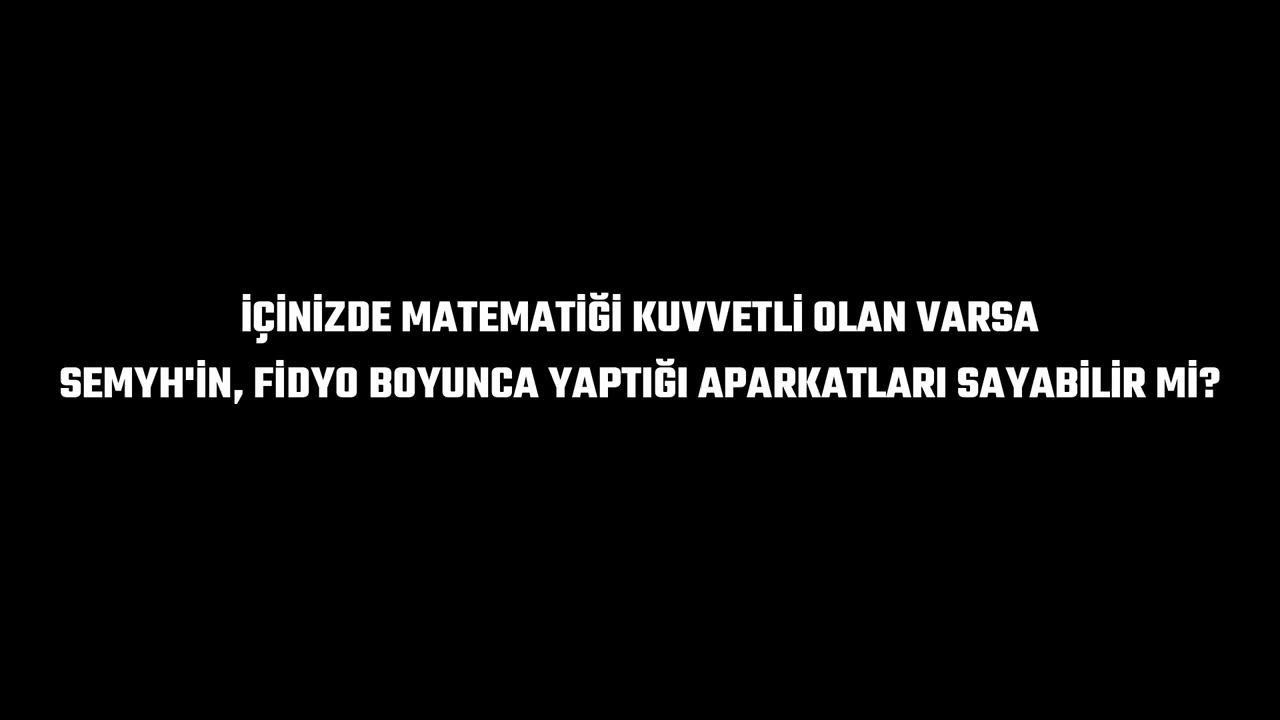 İÇİNİZDE MATEMATİĞİ KUVVETLİ OLAN VARSA
SEMYH'İN, FİDYO BOYUNCA YAPTIĞI APARKATLARI SAYABİLİR Mİ?